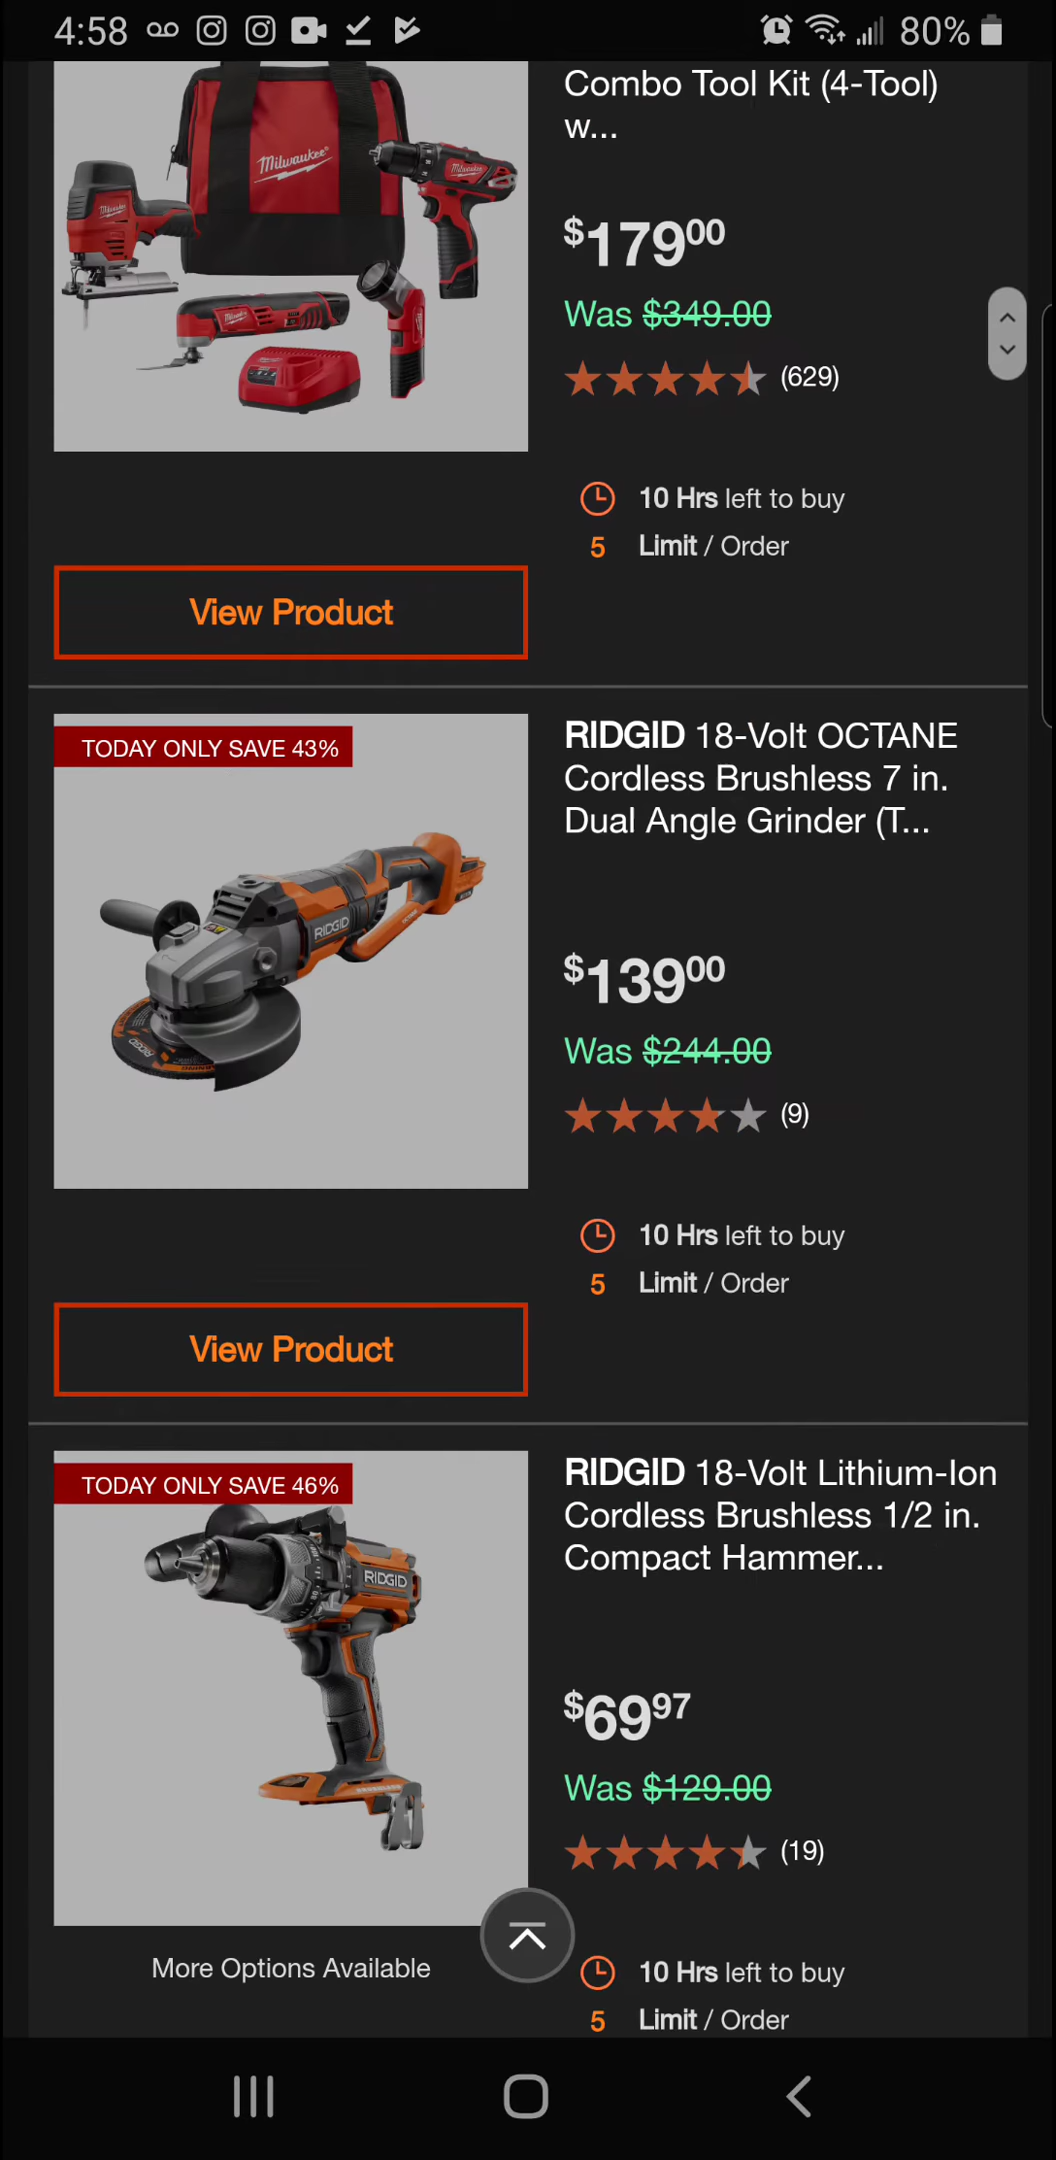 4:58
80%
Combo Tool Kit (4-Tool)
w...
Milwaukee
$17900
Was $349.00
(629)
10 Hrs left to buy
5 Limit / Order
View Product
TODAY ONLY SAVE 43%
RIDGID 18-Volt OCTANE
Cordless Brushless 7 in.
Dual Angle Grinder (T...
RIDGID
$13900
Was $244.00
(9)
10 Hrs left to buy
5 Limit / Order
View Product
TODAY ONLY SAVE 46%
RIDGID 18-Volt Lithium-Ion
Cordless Brushless 1/2 in.
Compact Hammer...
RIDGID
$6997
Was $129.00
(19)
More Options Available
10 Hrs left to buy
5 Limit / Order